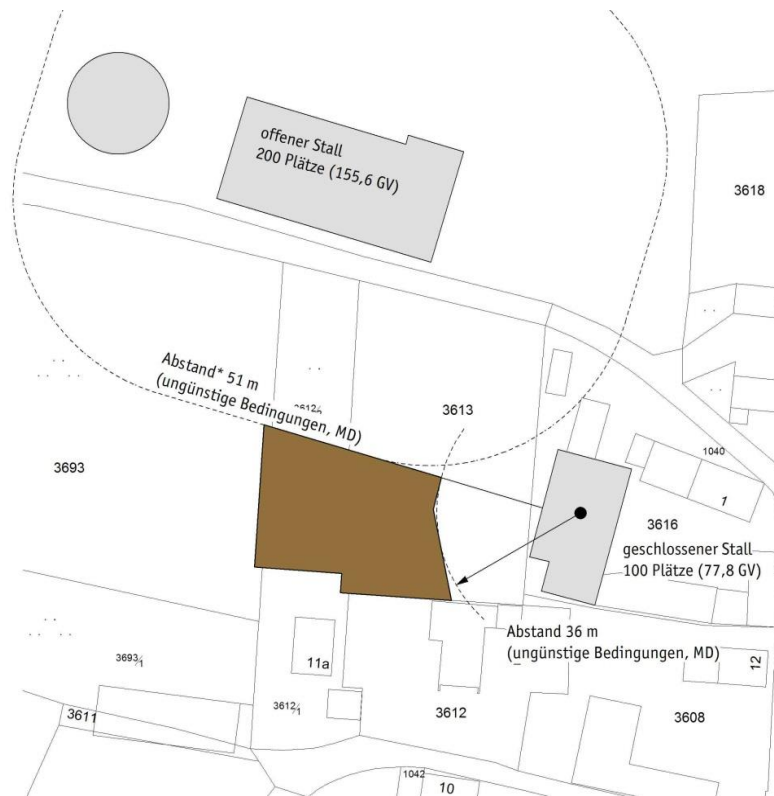 offener Stall
200 Plätze (155,6 GV)
3618
Abstand* 51 m
(ungünstige Bedingungen, MD)
3613
3693
1040
1
3616
geschlossener Stall
100 Plätze (77,8 GV)
Abstand 36 m
(ungünstige Bedingungen, MD)
3693/1
11a
12
3612/1
3611
3612
3608
1042
10